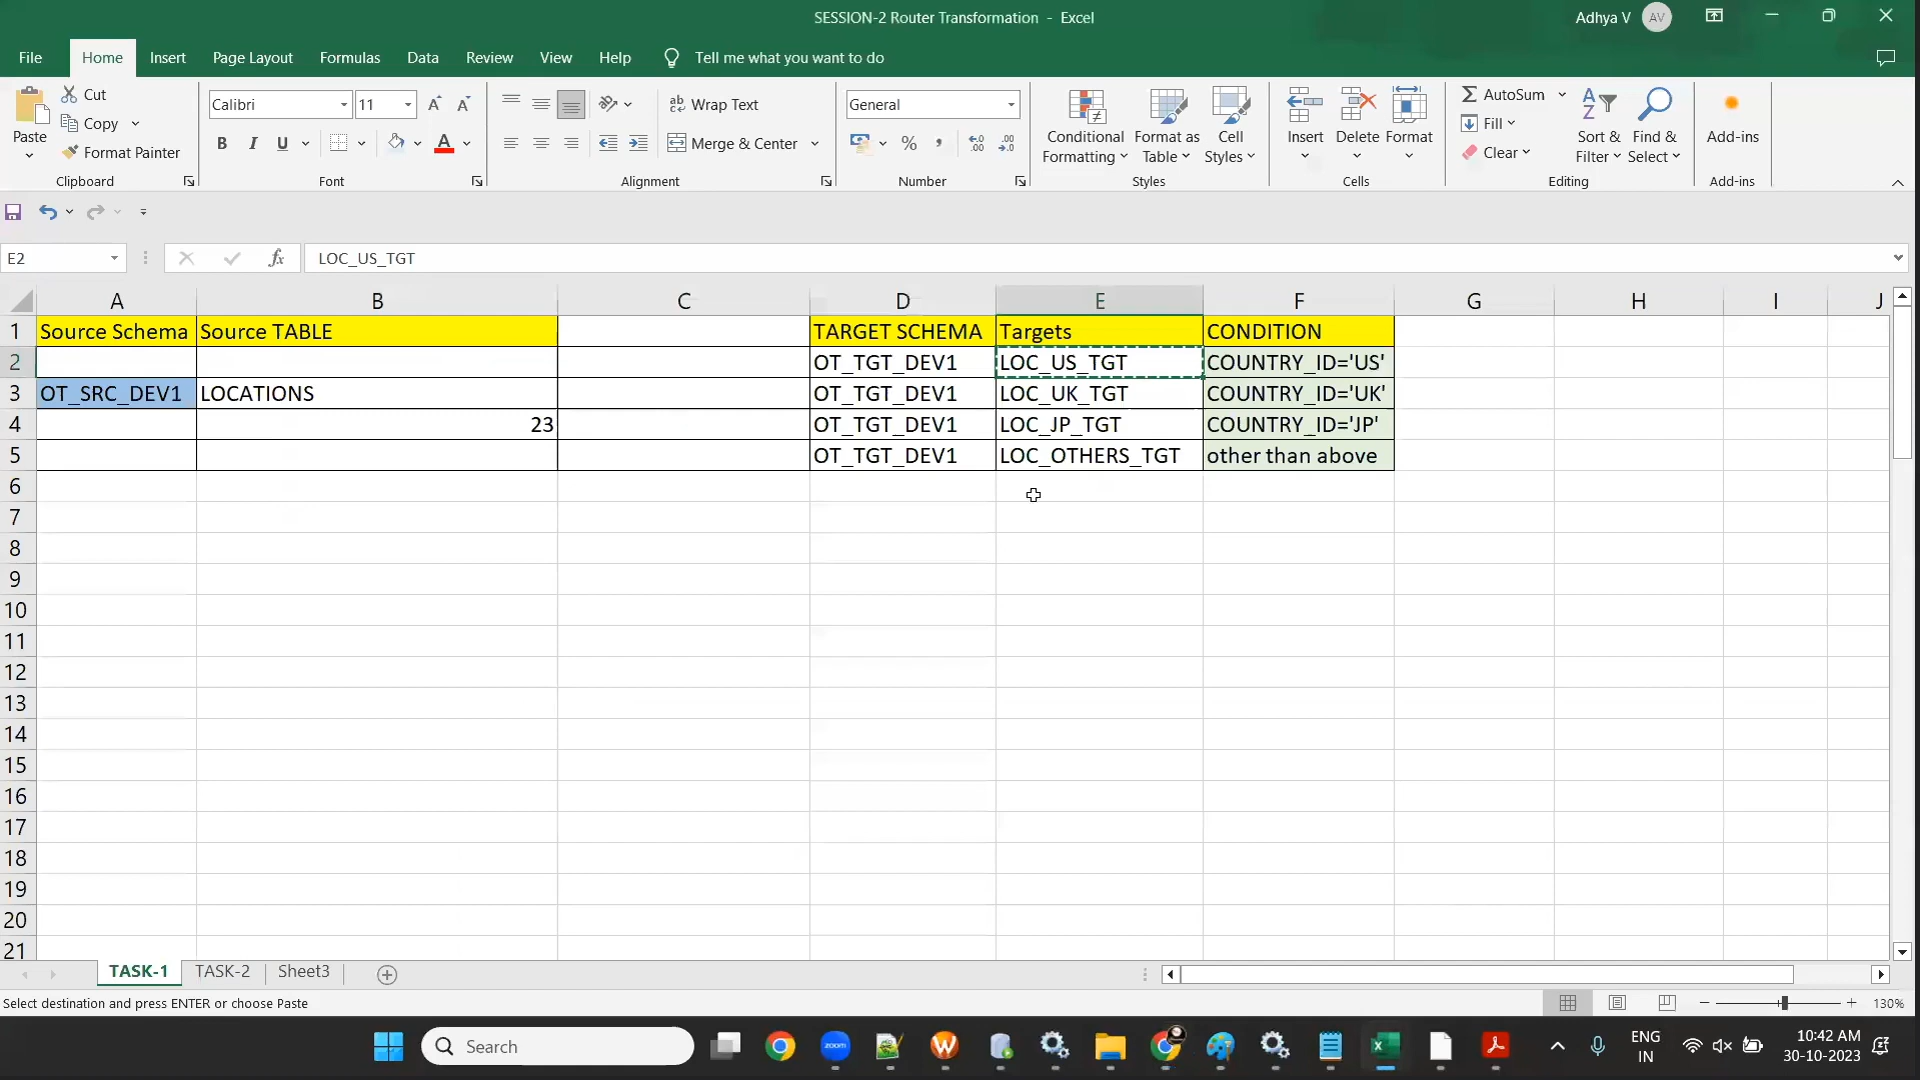 SESSION-2 Router Transformation - Excel
Adhya V AV
File Home Insert Page Layout Formulas Data Review View Help Tell me what you want to do
Paste
Cut
Copy
Format Painter
Clipboard
Calibri 11
B I U A
Font
ab Wrap Text
Merge & Center
Alignment
General
%
Number
Conditional Formatting
Format as Table
Cell Styles
Styles
Insert
Delete
Format
Cells
AutoSum
Fill
Clear
Sort & Filter
Find & Select
Editing
Add-ins
Add-ins
E2 fx LOC_US_TGT
A B C D E F G H I J
1 Source Schema Source TABLE TARGET SCHEMA Targets CONDITION
2 OT_TGT_DEV1 LOC_US_TGT COUNTRY_ID='US'
3 OT_SRC_DEV1 LOCATIONS OT_TGT_DEV1 LOC_UK_TGT COUNTRY_ID='UK'
4 23 OT_TGT_DEV1 LOC_JP_TGT COUNTRY_ID='JP'
5 OT_TGT_DEV1 LOC_OTHERS_TGT other than above
6
7
8
9
10
11
12
13
14
15
16
17
18
19
20
21
TASK-1 TASK-2 Sheet3
Select destination and press ENTER or choose Paste
130%
Search
zoom
ENG
IN
10:42 AM
30-10-2023